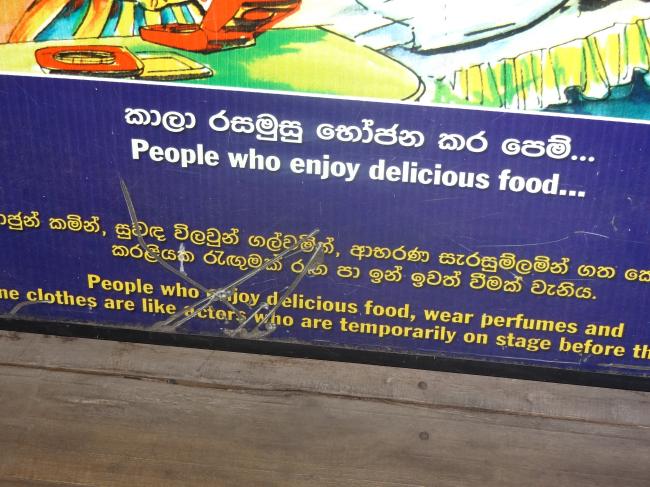 කාලා රසමුසු භෝජන කර පෙම්...
People who enjoy delicious food...
කමින්, සුවඳ විලවුන් ගල්වමින්, ආභරණ සැරසුම්ලමින් ගත
කරළියක රැඟුමක් රඟ පා ඉන් ඉවත් වීමක් වැනිය.
People who enjoy delicious food, wear perfumes and
clothes are like actors who are temporarily on stage before